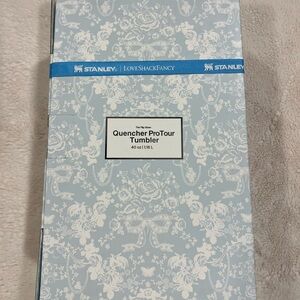 STANLEY | LoveShackFancy STANLEY
Quencher ProTour
Tumbler
40 oz | 1.18 L